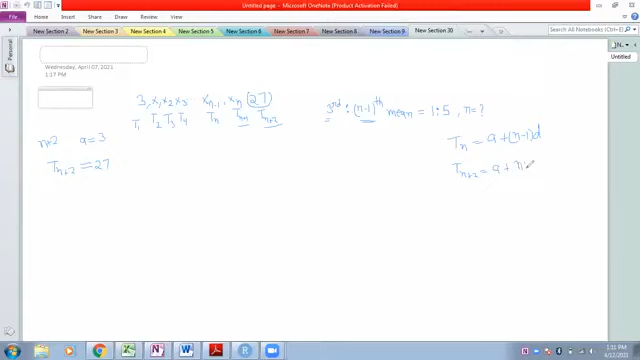 Untitled page - Microsoft OneNote (Product Activation Failed)
File Home Insert Share Draw Review View
New Section 2 New Section 3 New Section 4 New Section 5 New Section 6 New Section 7 New Section 8 New Section 9 New Section 30
Personal
Wednesday, April 07, 2021
1:17 PM
3, x₁ x₂ x₃ xₙ₋₁, xₙ 27
T₁ T₂ T₃ T₄ Tₙ Tₙ₊₁ Tₙ₊₂
3rd : (n-1)th mean = 1:5, n=?
n+2 a=3
Tₙ₊₂ = 27
Tₙ = a + (n-1)d
Tₙ₊₂ = a + n
1:31 PM
4/12/2021